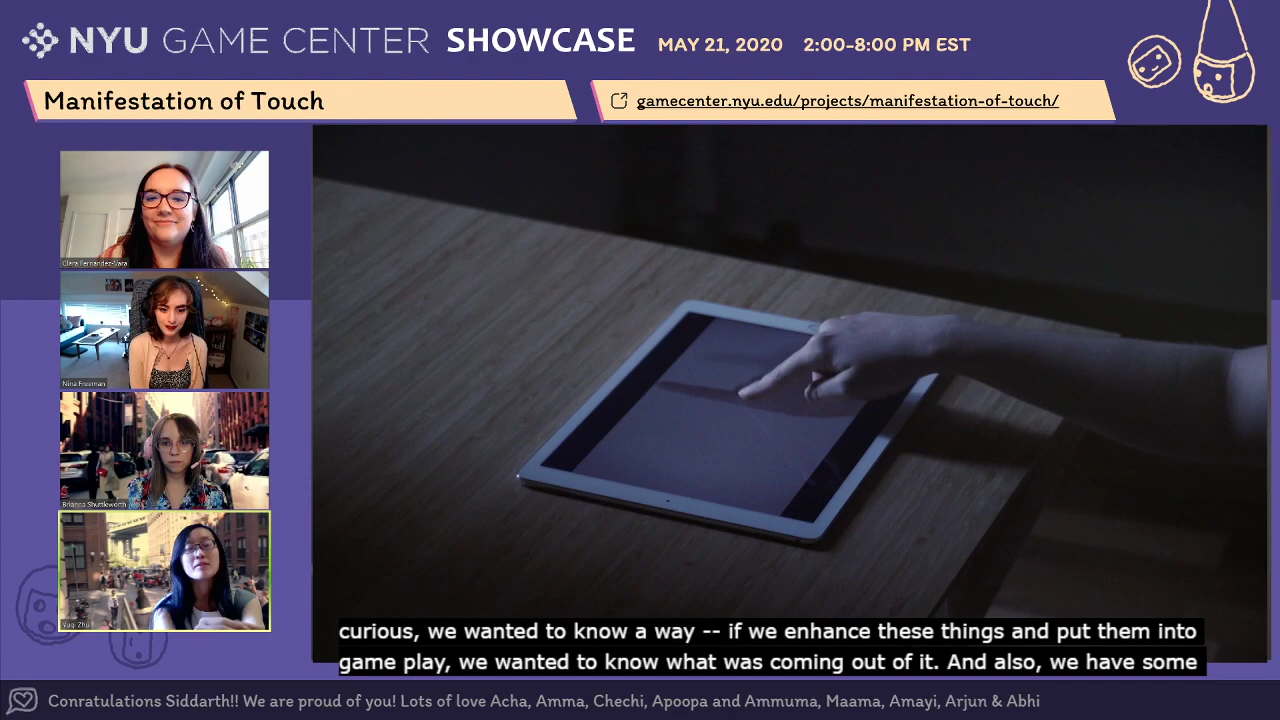 NYU GAME CENTER SHOWCASE MAY 21, 2020 2:00-8:00 PM EST
Manifestation of Touch
gamecenter.nyu.edu/projects/manifestation-of-touch/
Clara Fernandez-Vara
Nina Freeman
Brianna Shuttleworth
Yuqi Zhu
curious, we wanted to know a way -- if we enhance these things and put them into
game play, we wanted to know what was coming out of it. And also, we have some
Conratulations Siddarth!! We are proud of you! Lots of love Acha, Amma, Chechi, Apoopa and Ammuma, Maama, Amayi, Arjun & Abhi